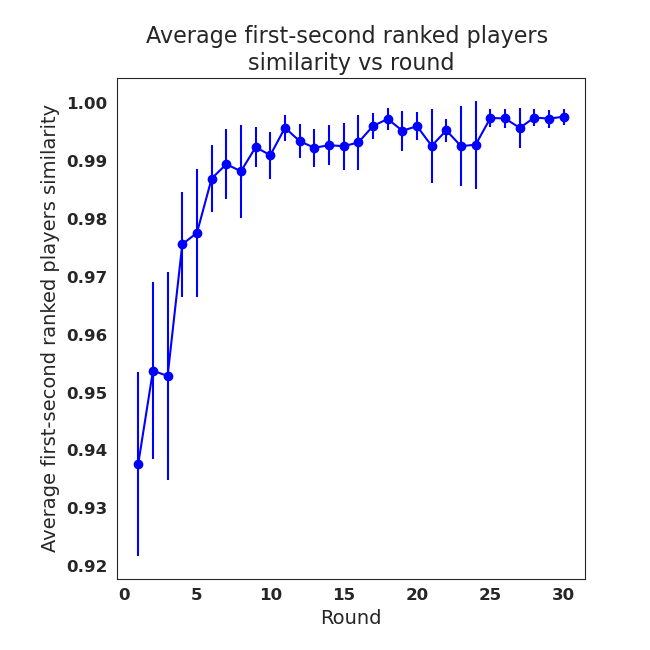 Average first-second ranked players
similarity vs round
Average first-second ranked players similarity
1.00
0.99
0.98
0.97
0.96
0.95
0.94
0.93
0.92
0 5 10 15 20 25 30
Round